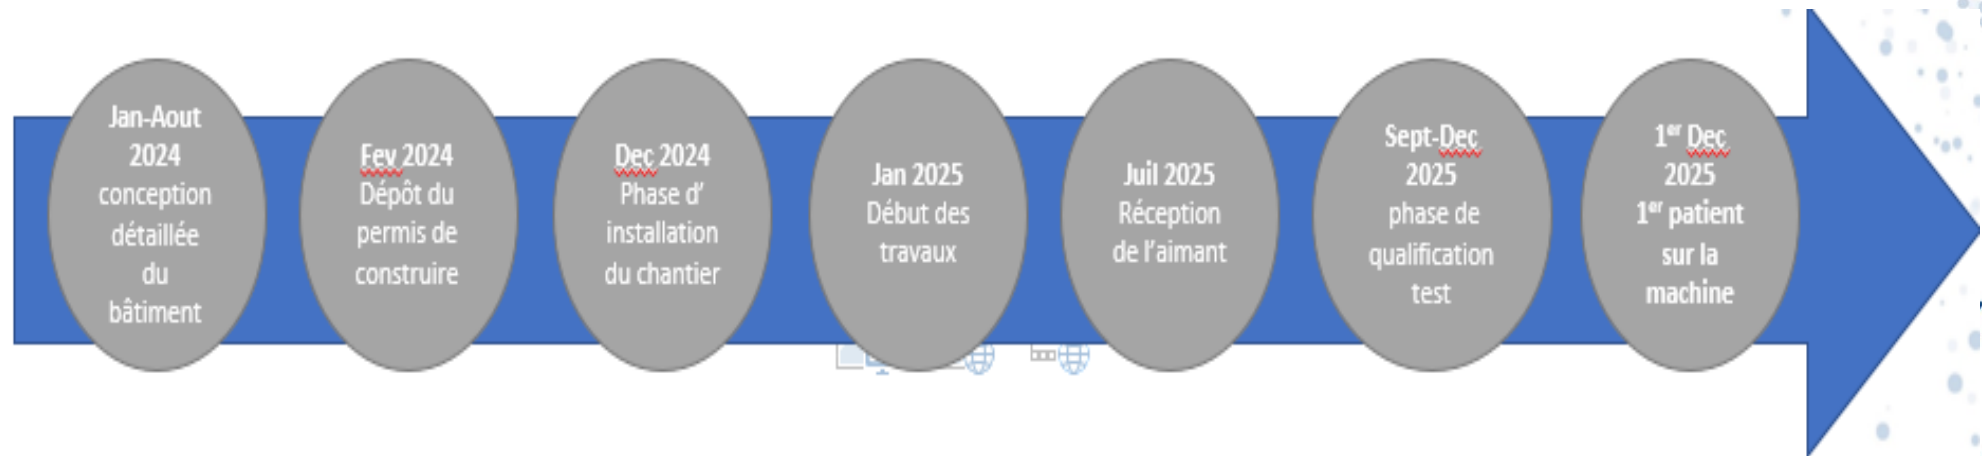 Jan-Aout
2024
conception
détaillée
du
bâtiment
Fev 2024
Dépôt du
permis de
construire
Dec 2024
Phase d’
installation
du chantier
Jan 2025
Début des
travaux
Juil 2025
Réception
de l’aimant
Sept-Dec
2025
phase de
qualification
test
1er Dec
2025
1er patient
sur la
machine